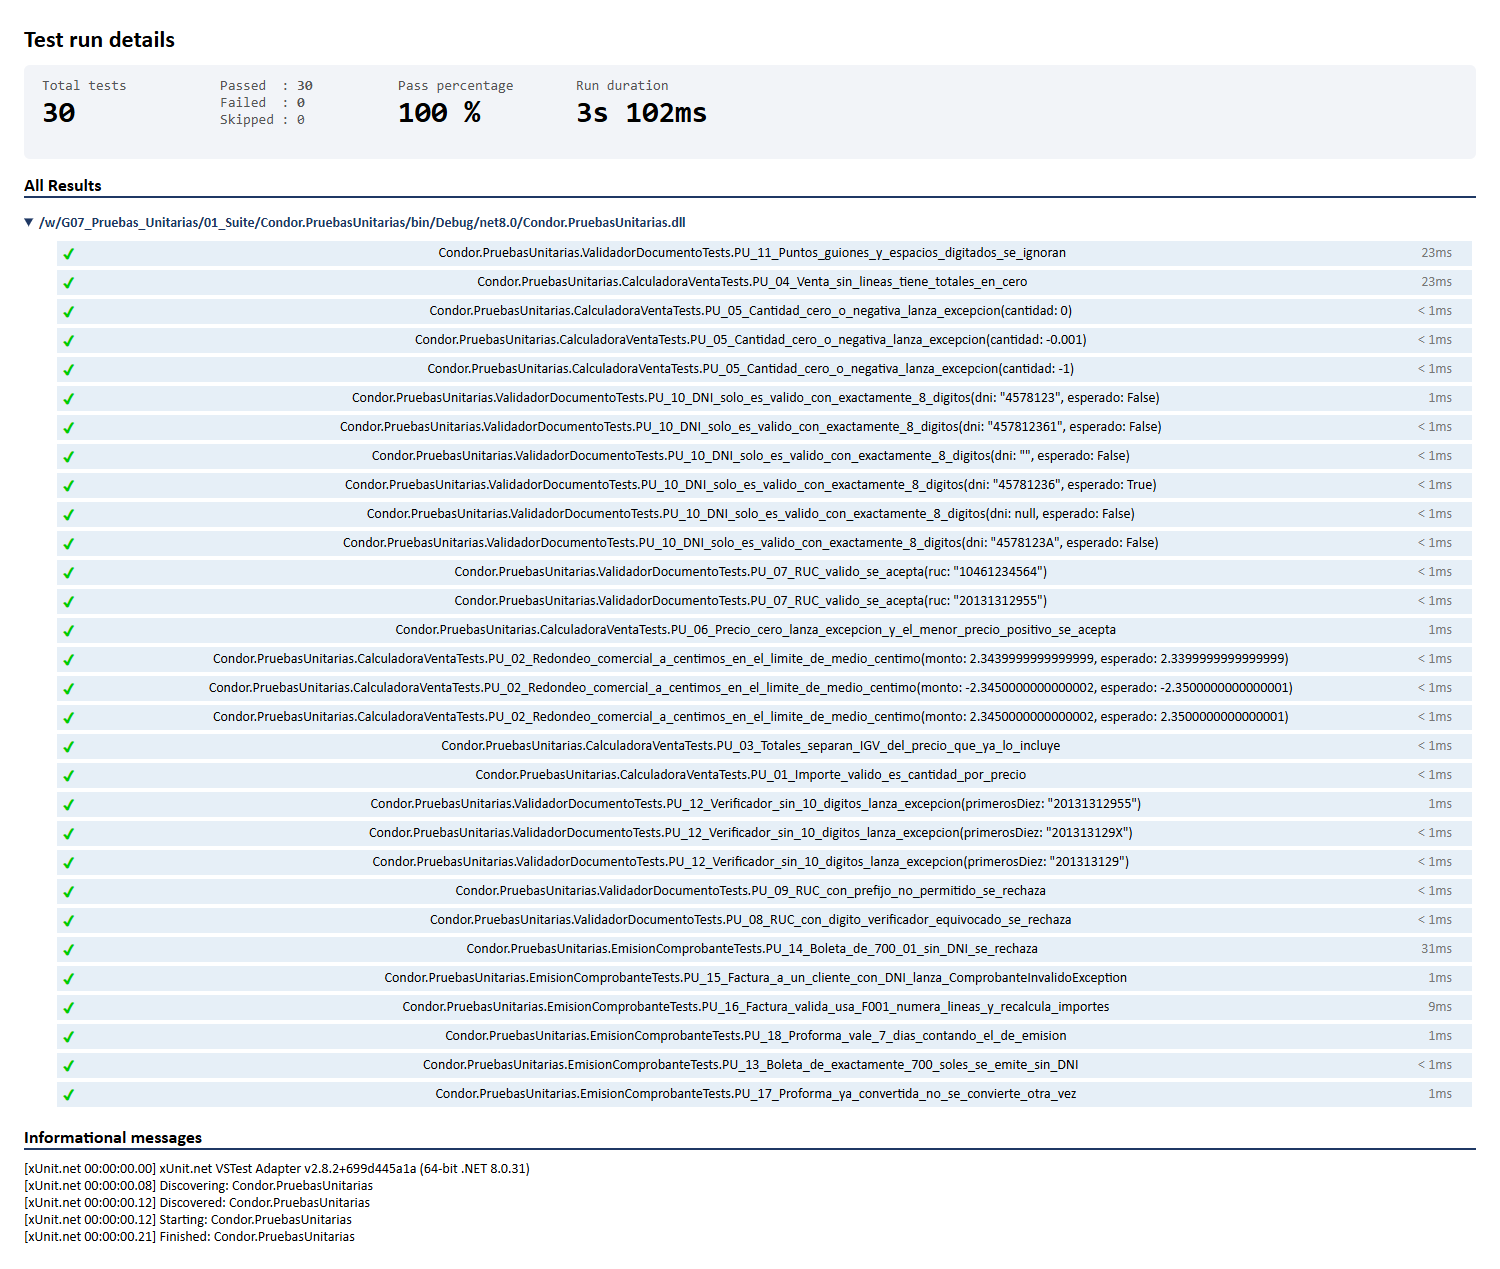 Test run details
Total tests
30
Passed : 30
Failed : 0
Skipped : 0
Pass percentage
100 %
Run duration
3s 102ms
All Results
▼ /w/G07_Pruebas_Unitarias/01_Suite/Condor.PruebasUnitarias/bin/Debug/net8.0/Condor.PruebasUnitarias.dll
✔ Condor.PruebasUnitarias.ValidadorDocumentoTests.PU_11_Puntos_guiones_y_espacios_digitados_se_ignoran 23ms
✔ Condor.PruebasUnitarias.CalculadoraVentaTests.PU_04_Venta_sin_lineas_tiene_totales_en_cero 23ms
✔ Condor.PruebasUnitarias.CalculadoraVentaTests.PU_05_Cantidad_cero_o_negativa_lanza_excepcion(cantidad: 0) < 1ms
✔ Condor.PruebasUnitarias.CalculadoraVentaTests.PU_05_Cantidad_cero_o_negativa_lanza_excepcion(cantidad: -0.001) < 1ms
✔ Condor.PruebasUnitarias.CalculadoraVentaTests.PU_05_Cantidad_cero_o_negativa_lanza_excepcion(cantidad: -1) < 1ms
✔ Condor.PruebasUnitarias.ValidadorDocumentoTests.PU_10_DNI_solo_es_valido_con_exactamente_8_digitos(dni: "4578123", esperado: False) 1ms
✔ Condor.PruebasUnitarias.ValidadorDocumentoTests.PU_10_DNI_solo_es_valido_con_exactamente_8_digitos(dni: "457812361", esperado: False) < 1ms
✔ Condor.PruebasUnitarias.ValidadorDocumentoTests.PU_10_DNI_solo_es_valido_con_exactamente_8_digitos(dni: "", esperado: False) < 1ms
✔ Condor.PruebasUnitarias.ValidadorDocumentoTests.PU_10_DNI_solo_es_valido_con_exactamente_8_digitos(dni: "45781236", esperado: True) < 1ms
✔ Condor.PruebasUnitarias.ValidadorDocumentoTests.PU_10_DNI_solo_es_valido_con_exactamente_8_digitos(dni: null, esperado: False) < 1ms
✔ Condor.PruebasUnitarias.ValidadorDocumentoTests.PU_10_DNI_solo_es_valido_con_exactamente_8_digitos(dni: "4578123A", esperado: False) < 1ms
✔ Condor.PruebasUnitarias.ValidadorDocumentoTests.PU_07_RUC_valido_se_acepta(ruc: "10461234564") < 1ms
✔ Condor.PruebasUnitarias.ValidadorDocumentoTests.PU_07_RUC_valido_se_acepta(ruc: "20131312955") < 1ms
✔ Condor.PruebasUnitarias.CalculadoraVentaTests.PU_06_Precio_cero_lanza_excepcion_y_el_menor_precio_positivo_se_acepta 1ms
✔ Condor.PruebasUnitarias.CalculadoraVentaTests.PU_02_Redondeo_comercial_a_centimos_en_el_limite_de_medio_centimo(monto: 2.3439999999999999, esperado: 2.3399999999999999) < 1ms
✔ Condor.PruebasUnitarias.CalculadoraVentaTests.PU_02_Redondeo_comercial_a_centimos_en_el_limite_de_medio_centimo(monto: -2.3450000000000002, esperado: -2.3500000000000001) < 1ms
✔ Condor.PruebasUnitarias.CalculadoraVentaTests.PU_02_Redondeo_comercial_a_centimos_en_el_limite_de_medio_centimo(monto: 2.3450000000000002, esperado: 2.3500000000000001) < 1ms
✔ Condor.PruebasUnitarias.CalculadoraVentaTests.PU_03_Totales_separan_IGV_del_precio_que_ya_lo_incluye < 1ms
✔ Condor.PruebasUnitarias.CalculadoraVentaTests.PU_01_Importe_valido_es_cantidad_por_precio < 1ms
✔ Condor.PruebasUnitarias.ValidadorDocumentoTests.PU_12_Verificador_sin_10_digitos_lanza_excepcion(primerosDiez: "20131312955") 1ms
✔ Condor.PruebasUnitarias.ValidadorDocumentoTests.PU_12_Verificador_sin_10_digitos_lanza_excepcion(primerosDiez: "201313129X") < 1ms
✔ Condor.PruebasUnitarias.ValidadorDocumentoTests.PU_12_Verificador_sin_10_digitos_lanza_excepcion(primerosDiez: "201313129") < 1ms
✔ Condor.PruebasUnitarias.ValidadorDocumentoTests.PU_09_RUC_con_prefijo_no_permitido_se_rechaza < 1ms
✔ Condor.PruebasUnitarias.ValidadorDocumentoTests.PU_08_RUC_con_digito_verificador_equivocado_se_rechaza < 1ms
✔ Condor.PruebasUnitarias.EmisionComprobanteTests.PU_14_Boleta_de_700_01_sin_DNI_se_rechaza 31ms
✔ Condor.PruebasUnitarias.EmisionComprobanteTests.PU_15_Factura_a_un_cliente_con_DNI_lanza_ComprobanteInvalidoException 1ms
✔ Condor.PruebasUnitarias.EmisionComprobanteTests.PU_16_Factura_valida_usa_F001_numera_lineas_y_recalcula_importes 9ms
✔ Condor.PruebasUnitarias.EmisionComprobanteTests.PU_18_Proforma_vale_7_dias_contando_el_de_emision 1ms
✔ Condor.PruebasUnitarias.EmisionComprobanteTests.PU_13_Boleta_de_exactamente_700_soles_se_emite_sin_DNI < 1ms
✔ Condor.PruebasUnitarias.EmisionComprobanteTests.PU_17_Proforma_ya_convertida_no_se_convierte_otra_vez 1ms
Informational messages
[xUnit.net 00:00:00.00] xUnit.net VSTest Adapter v2.8.2+699d445a1a (64-bit .NET 8.0.31)
[xUnit.net 00:00:00.08] Discovering: Condor.PruebasUnitarias
[xUnit.net 00:00:00.12] Discovered: Condor.PruebasUnitarias
[xUnit.net 00:00:00.12] Starting: Condor.PruebasUnitarias
[xUnit.net 00:00:00.21] Finished: Condor.PruebasUnitarias